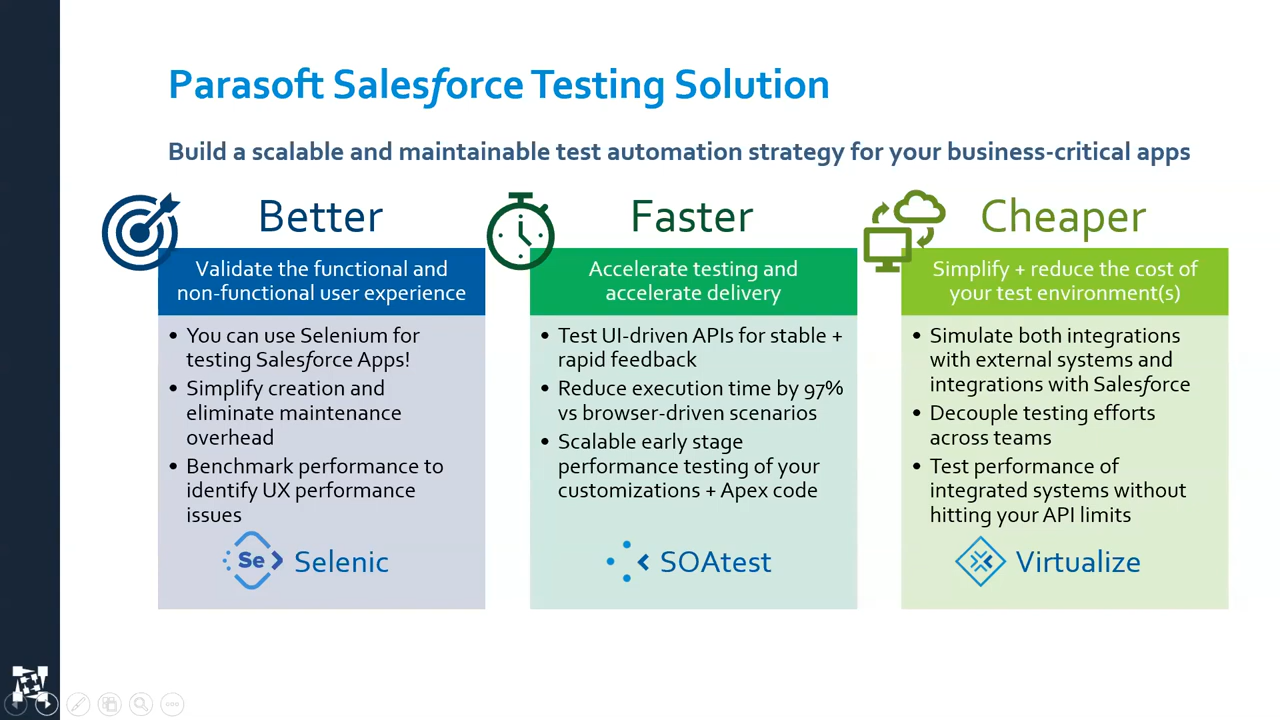 Parasoft Salesforce Testing Solution
Build a scalable and maintainable test automation strategy for your business-critical apps
Better
Validate the functional and
non-functional user experience
• You can use Selenium for
testing Salesforce Apps!
• Simplify creation and
eliminate maintenance
overhead
• Benchmark performance to
identify UX performance
issues
Se Selenic
Faster
Accelerate testing and
accelerate delivery
• Test UI-driven APIs for stable +
rapid feedback
• Reduce execution time by 97%
vs browser-driven scenarios
• Scalable early stage
performance testing of your
customizations + Apex code
SOAtest
Cheaper
Simplify + reduce the cost of
your test environment(s)
• Simulate both integrations
with external systems and
integrations with Salesforce
• Decouple testing efforts
across teams
• Test performance of
integrated systems without
hitting your API limits
Virtualize